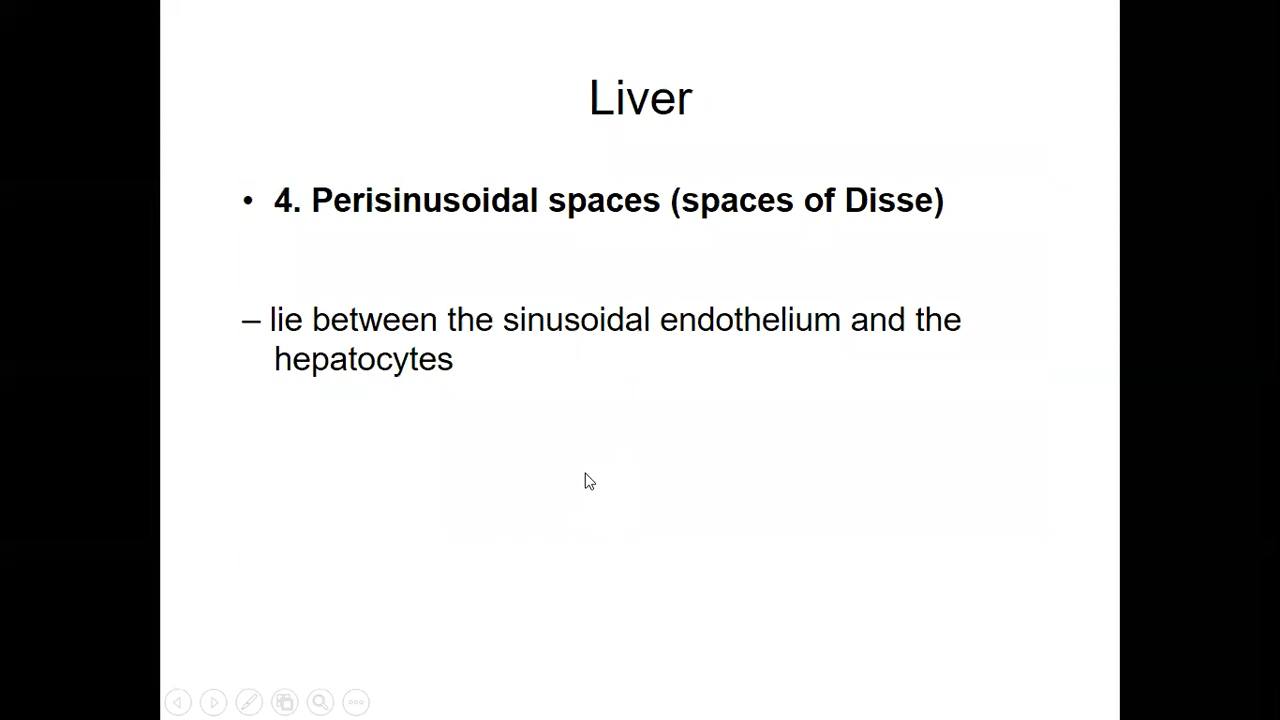 Liver
• 4. Perisinusoidal spaces (spaces of Disse)
– lie between the sinusoidal endothelium and the
hepatocytes